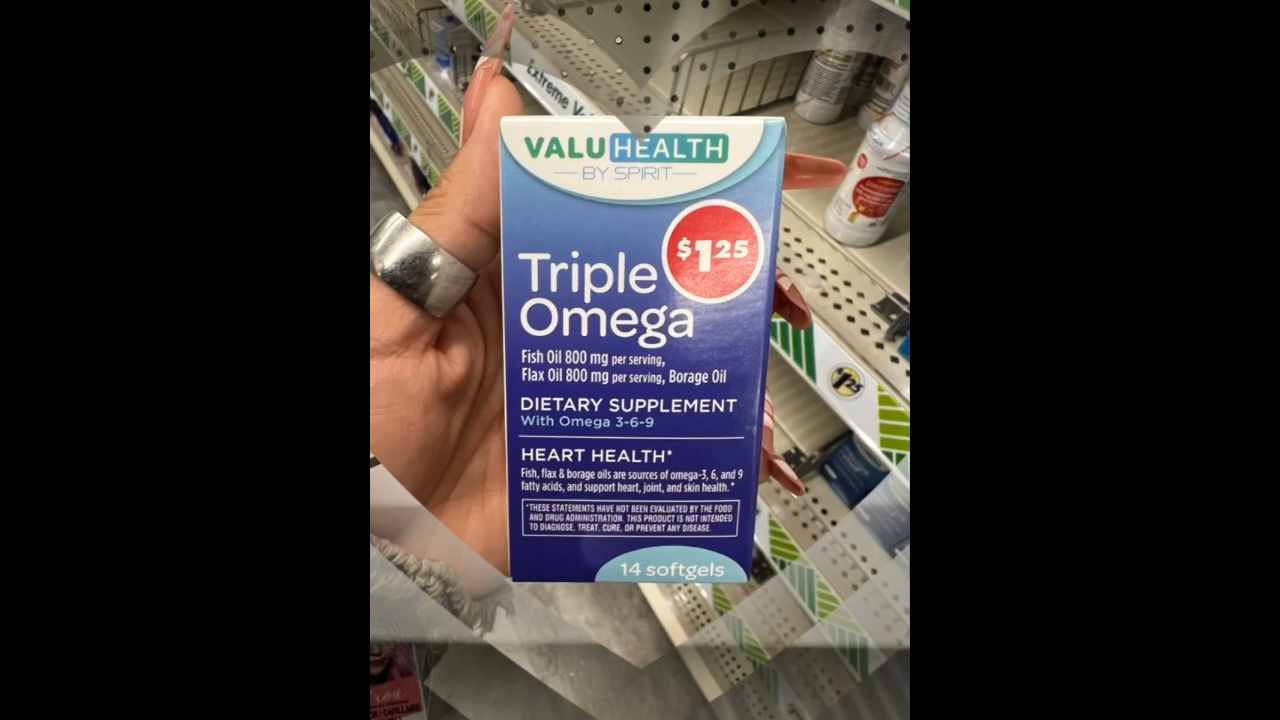 Extreme
VALUHEALTH
BY SPIRIT
$1.25
Triple
Omega
Fish Oil 800 mg per serving,
Flax Oil 800 mg per serving, Borage Oil
DIETARY SUPPLEMENT
With Omega 3-6-9
HEART HEALTH*
Fish, flax & borage oils are sources of omega-3, 6, and 9
fatty acids, and support heart, joint, and skin health.*
*THESE STATEMENTS HAVE NOT BEEN EVALUATED BY THE FOOD
AND DRUG ADMINISTRATION. THIS PRODUCT IS NOT INTENDED
TO DIAGNOSE, TREAT, CURE, OR PREVENT ANY DISEASE.
14 softgels
$1.25